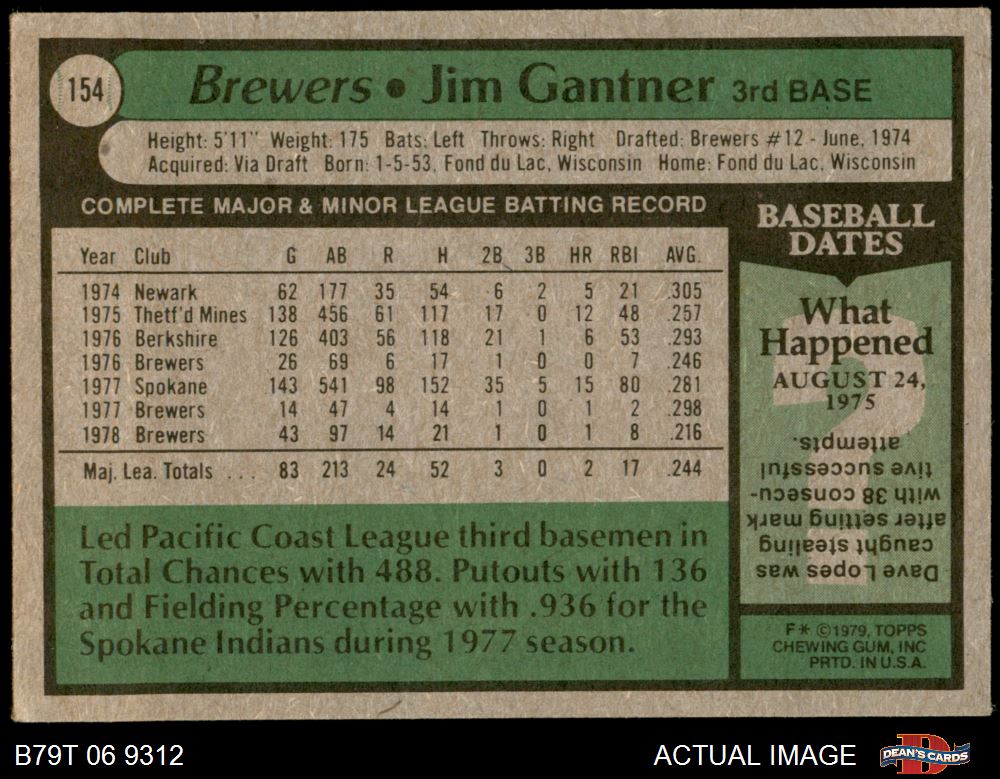 154
Brewers • Jim Gantner 3rd BASE
Height: 5'11" Weight: 175 Bats: Left Throws: Right Drafted: Brewers #12 - June, 1974
Acquired: Via Draft Born: 1-5-53, Fond du Lac, Wisconsin Home: Fond du Lac, Wisconsin
COMPLETE MAJOR & MINOR LEAGUE BATTING RECORD
Year Club G AB R H 2B 3B HR RBI AVG.
1974 Newark 62 177 35 54 6 2 5 21 .305
1975 Thetf'd Mines 138 456 61 117 17 0 12 48 .257
1976 Berkshire 126 403 56 118 21 1 6 53 .293
1976 Brewers 26 69 6 17 1 0 0 7 .246
1977 Spokane 143 541 98 152 35 5 15 80 .281
1977 Brewers 14 47 4 14 1 0 1 2 .298
1978 Brewers 43 97 14 21 1 0 1 8 .216
Maj. Lea. Totals ... 83 213 24 52 3 0 2 17 .244
Led Pacific Coast League third basemen in
Total Chances with 488. Putouts with 136
and Fielding Percentage with .936 for the
Spokane Indians during 1977 season.
BASEBALL
DATES
What
Happened
AUGUST 24,
1975
Dave Lopes was
caught stealing
after setting mark
with 38 consecu-
tive successful
attempts.
F* ©1979, TOPPS
CHEWING GUM, INC
PRTD. IN U.S.A.
B79T 06 9312
ACTUAL IMAGE
D
DEAN'S CARDS